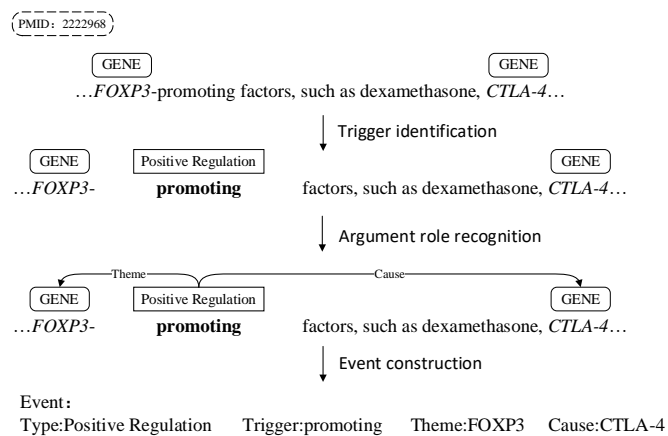 PMID：2222968
GENE GENE
…FOXP3-promoting factors, such as dexamethasone, CTLA-4…
Trigger identification
GENE Positive Regulation GENE
…FOXP3- promoting factors, such as dexamethasone, CTLA-4…
Argument role recognition
Theme Cause
GENE Positive Regulation GENE
…FOXP3- promoting factors, such as dexamethasone, CTLA-4…
Event construction
Event：
Type:Positive Regulation Trigger:promoting Theme:FOXP3 Cause:CTLA-4